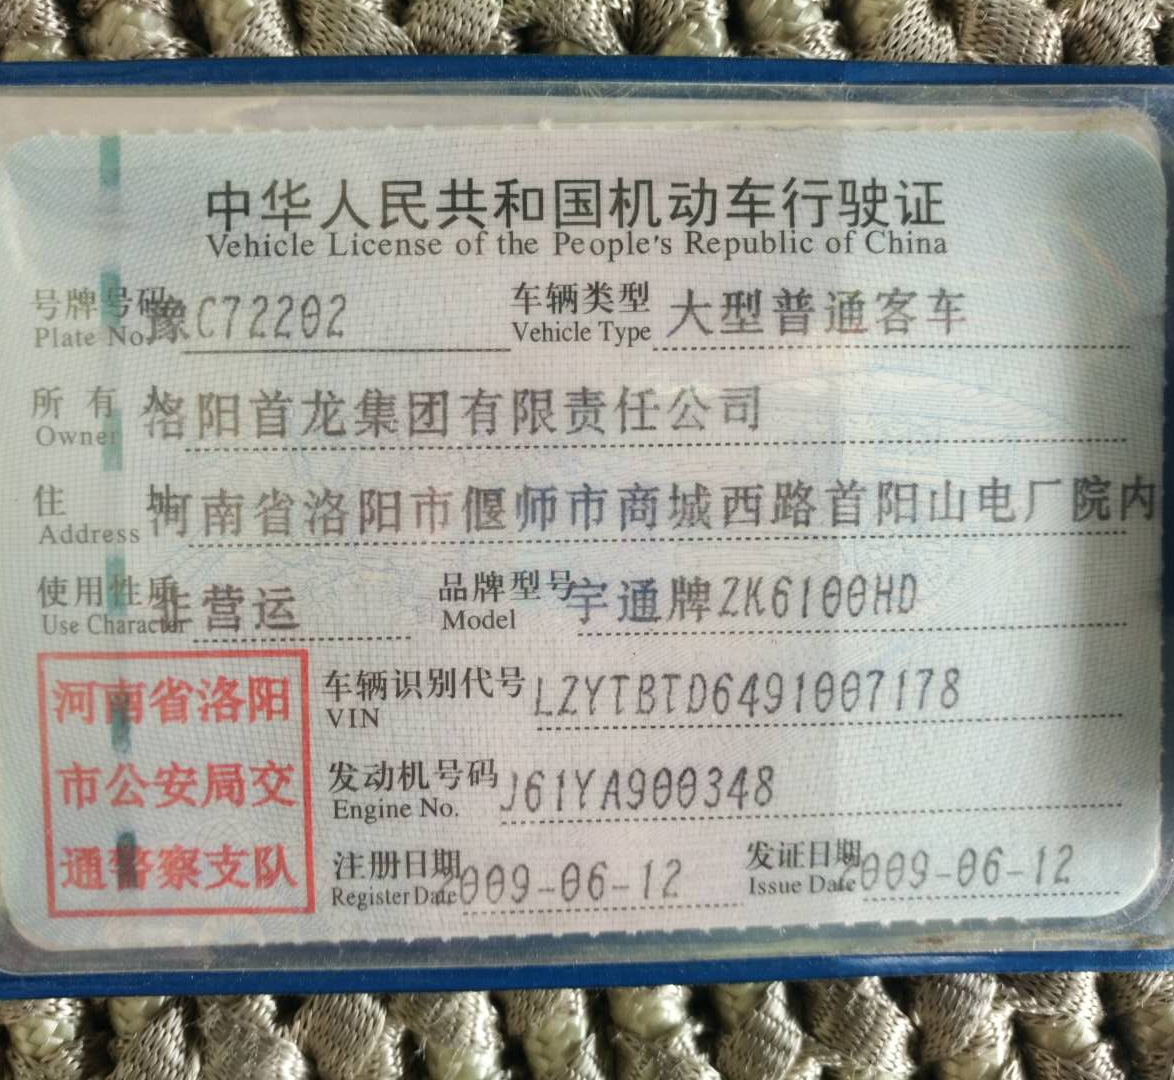 中华人民共和国机动车行驶证
Vehicle License of the People's Republic of China
号牌号码 豫C72202 车辆类型 大型普通客车
Plate No. Vehicle Type
所有人 洛阳首龙集团有限责任公司
Owner
住址 河南省洛阳市偃师市商城西路首阳山电厂院内
Address
使用性质 非营运 品牌型号 宇通牌ZK6100HD
Use Character Model
河南省洛阳
市公安局交
通警察支队
车辆识别代号 LZYTBTD6491007178
VIN
发动机号码 J61YA900348
Engine No.
注册日期 2009-06-12 发证日期 2009-06-12
Register Date Issue Date